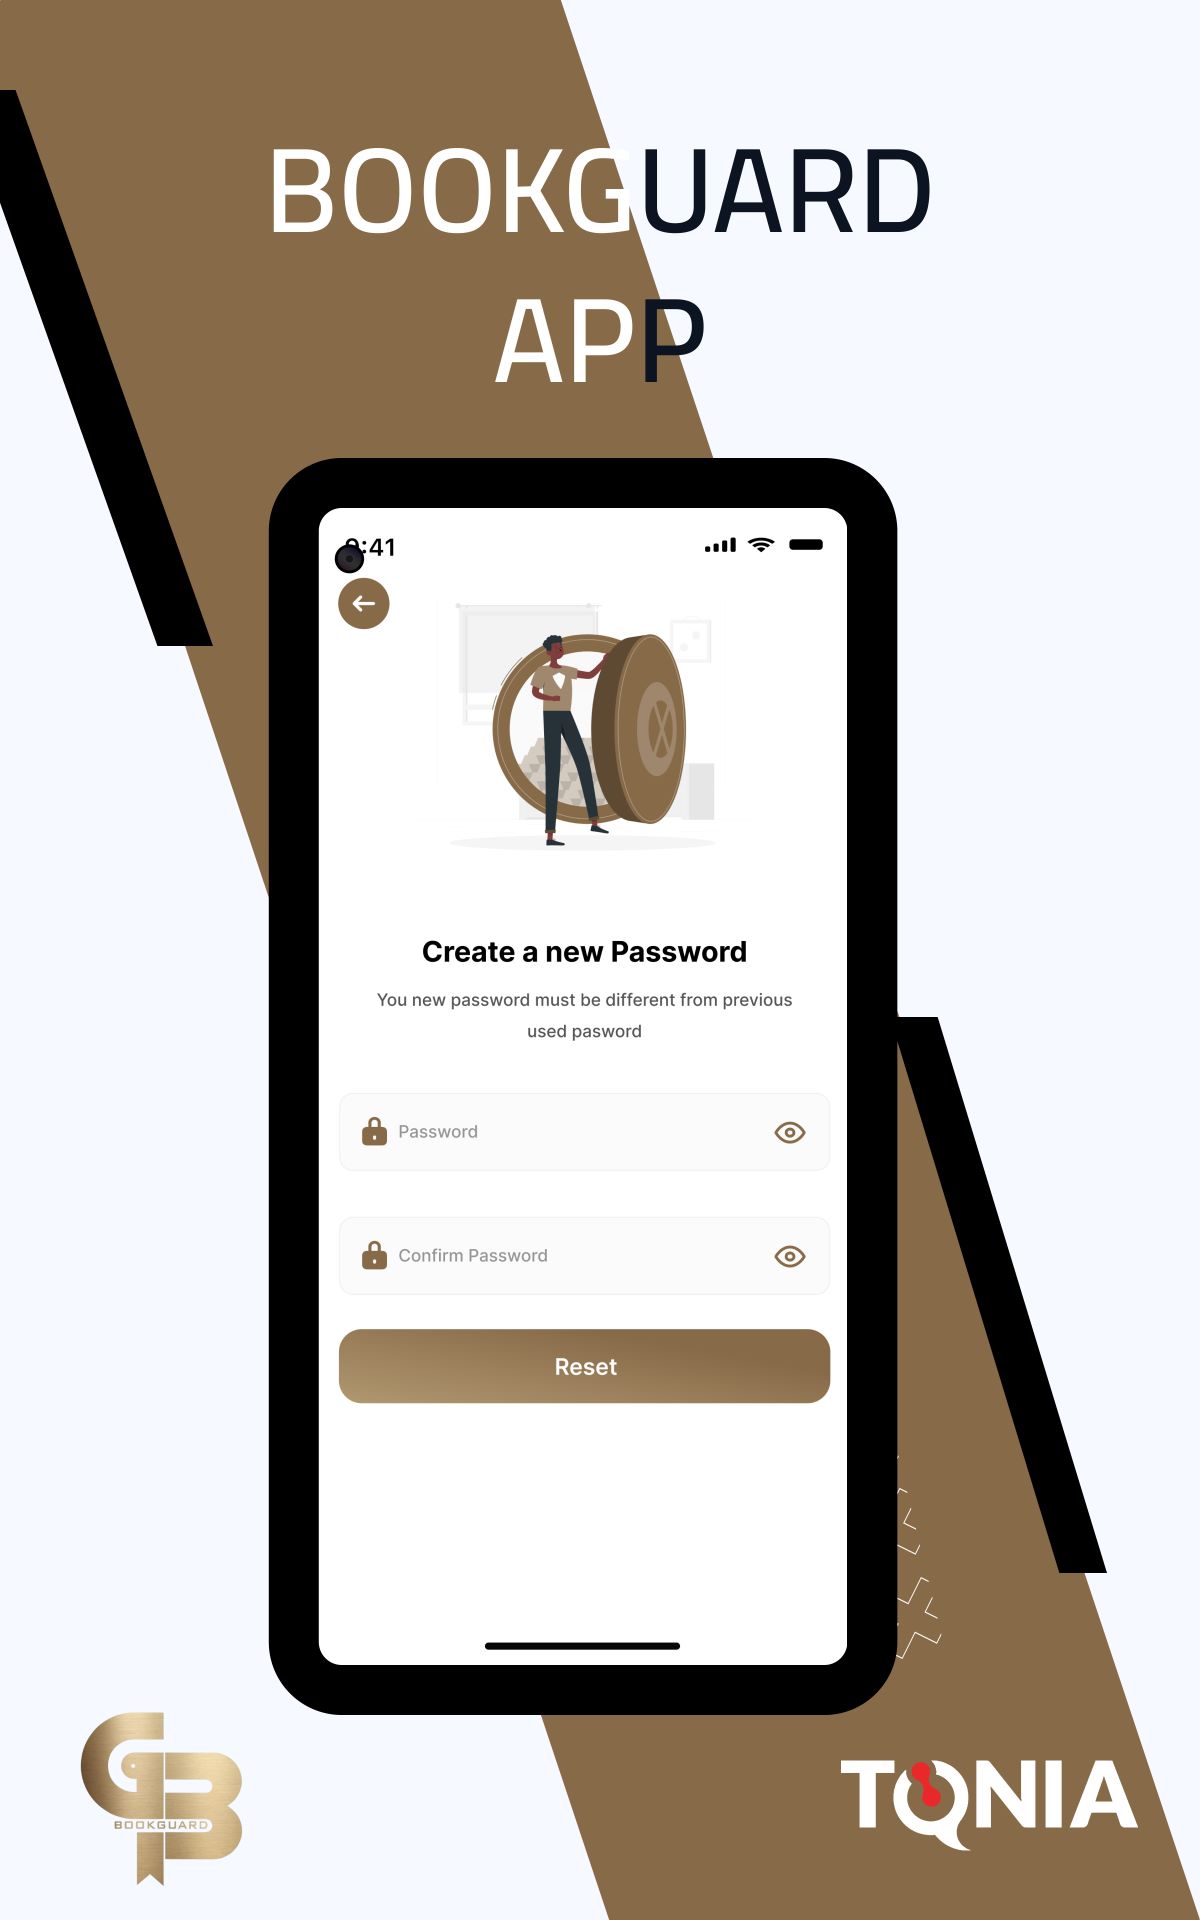 BOOKGUARD
APP
9:41
Create a new Password
You new password must be different from previous
used pasword
Password
Confirm Password
Reset
BOOKGUARD
TQNIA